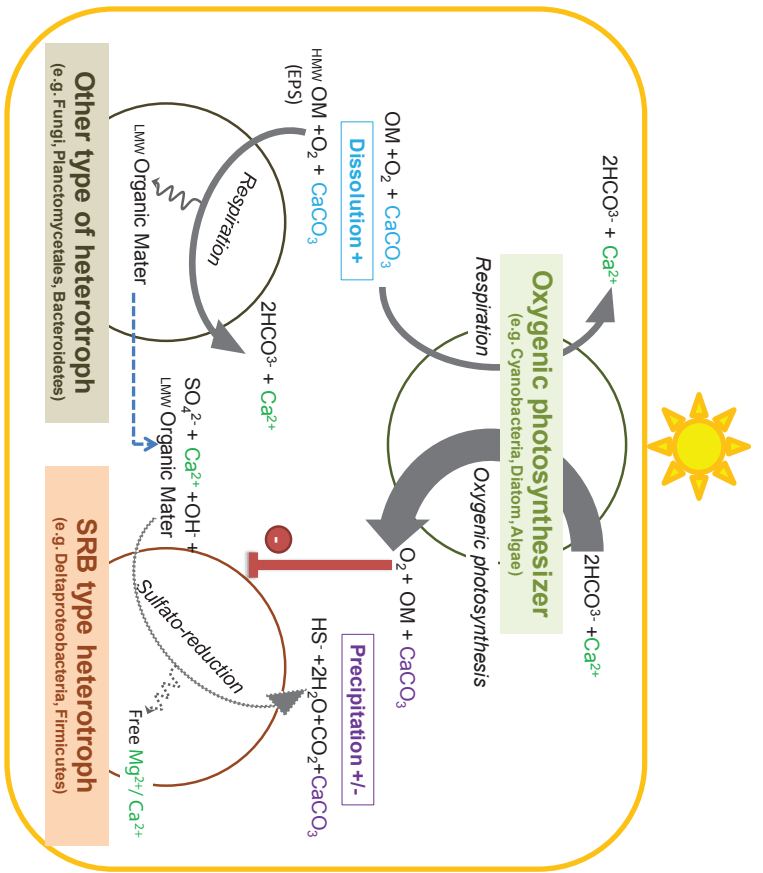 2HCO³⁻ + Ca²⁺
2HCO³⁻ +Ca²⁺
Oxygenic photosynthesizer
(e.g. Cyanobacteria, Diatom, Algae)
Respiration
Oxygenic photosynthesis
OM +O₂ + CaCO₃
O₂ + OM + CaCO₃
Dissolution +
Precipitation +/-
HMW OM +O₂ + CaCO₃
(EPS)
HS⁻ +2H₂O+CO₂+CaCO₃
2HCO³⁻ + Ca²⁺
-
Respiration
Sulfato-reduction
SO₄²⁻ + Ca²⁺ +OH⁻ +
LMW Organic Mater
LMW Organic Mater
Free Mg²⁺/ Ca²⁺
Other type of heterotroph
(e.g. Fungi, Planctomycetales, Bacteroidetes)
SRB type heterotroph
(e.g. Deltaproteobacteria, Firmicutes)